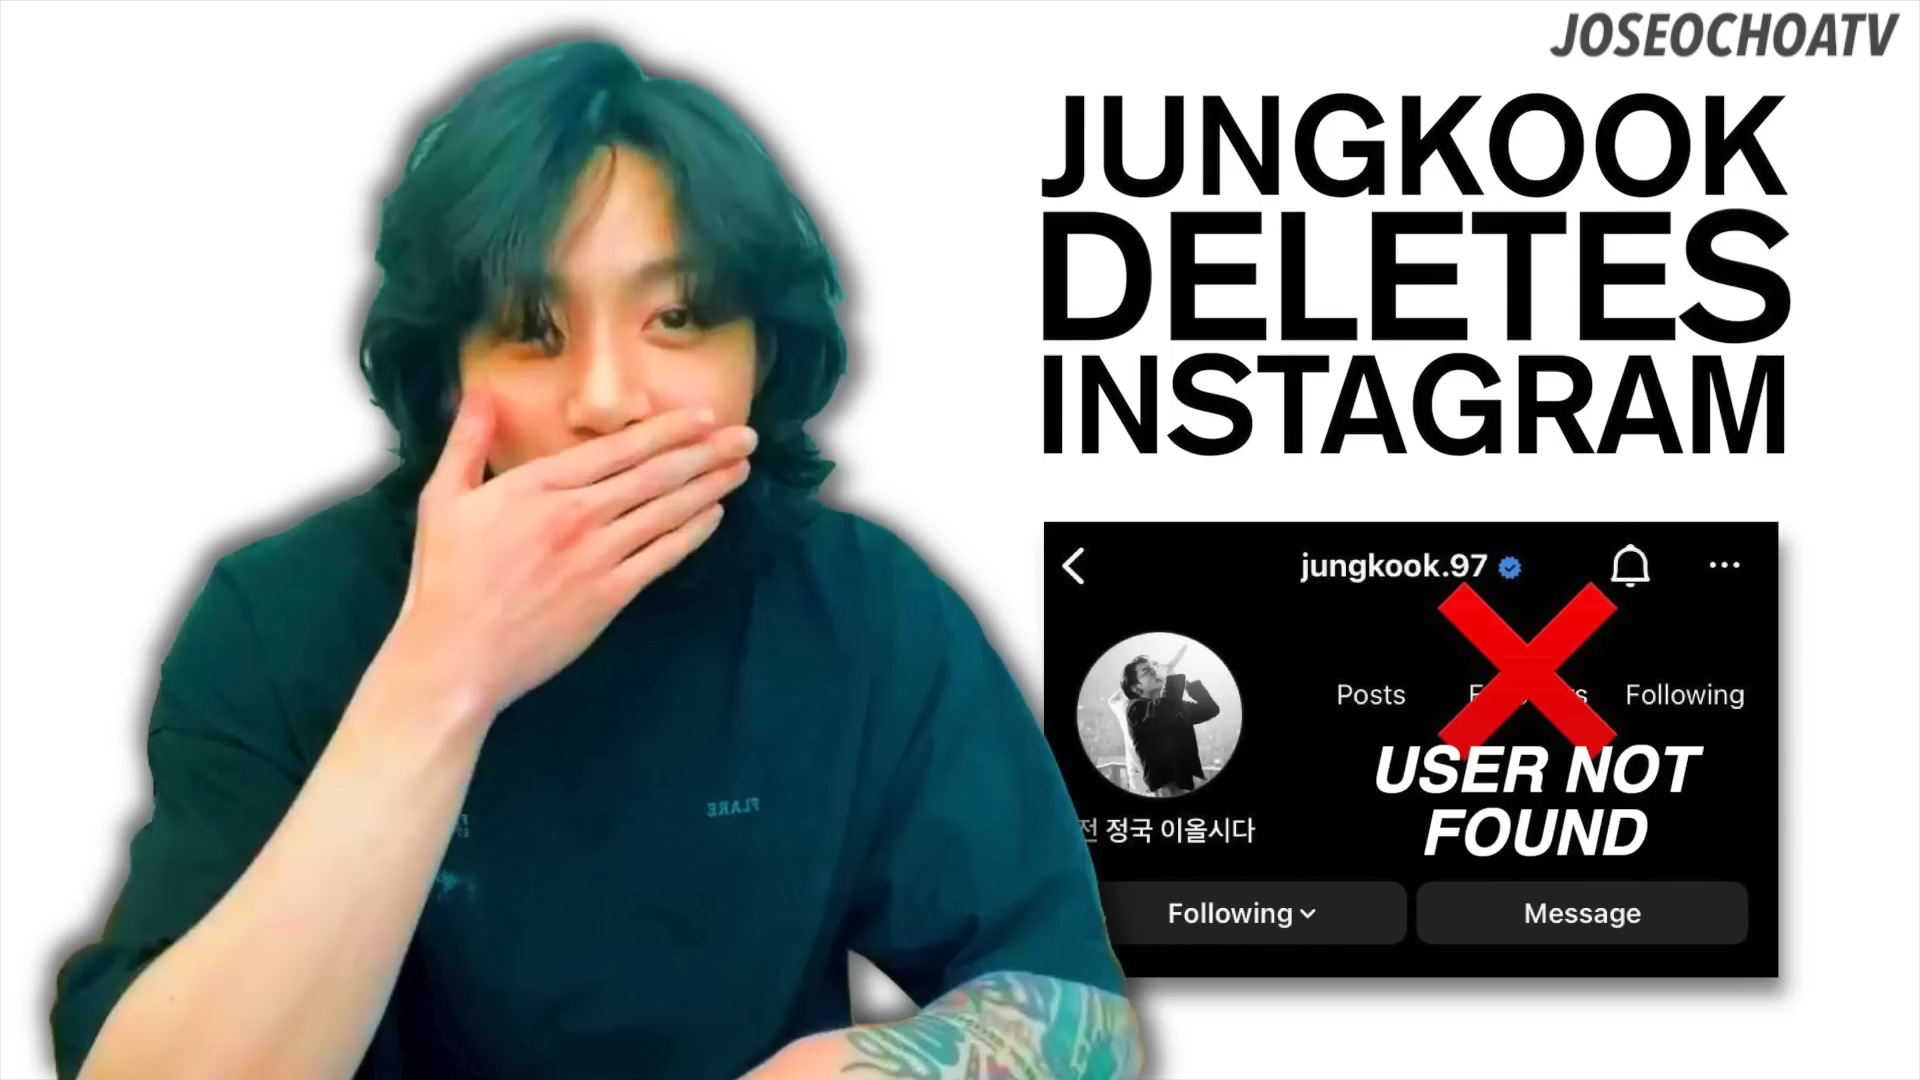 JOSEOCHOATV
JUNGKOOK
DELETES
INSTAGRAM
jungkook.97
Posts
Following
USER NOT
FOUND
전 정국 이올시다
Following
Message
FLARE